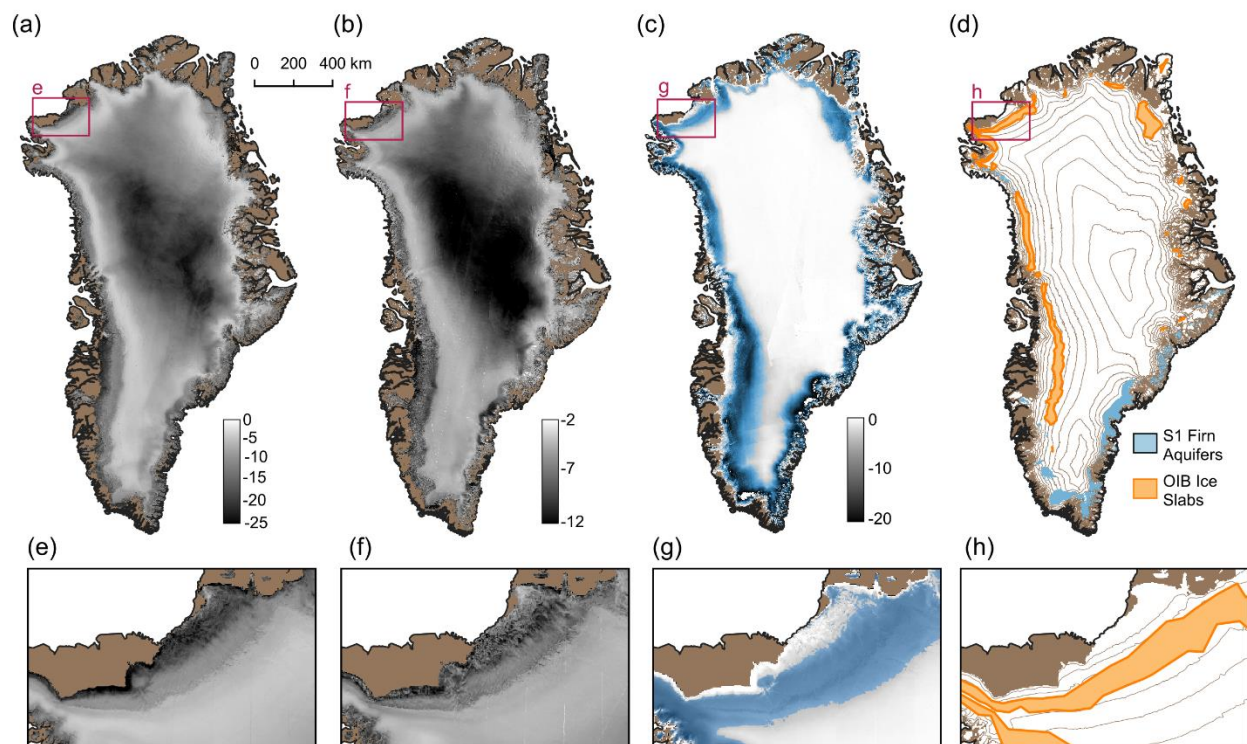 (a)
(b)
(c)
(d)
0 200 400 km
e
f
g
h
0
-5
-10
-15
-20
-25
-2
-7
-12
0
-10
-20
S1 Firn
Aquifers
OIB Ice
Slabs
(e)
(f)
(g)
(h)